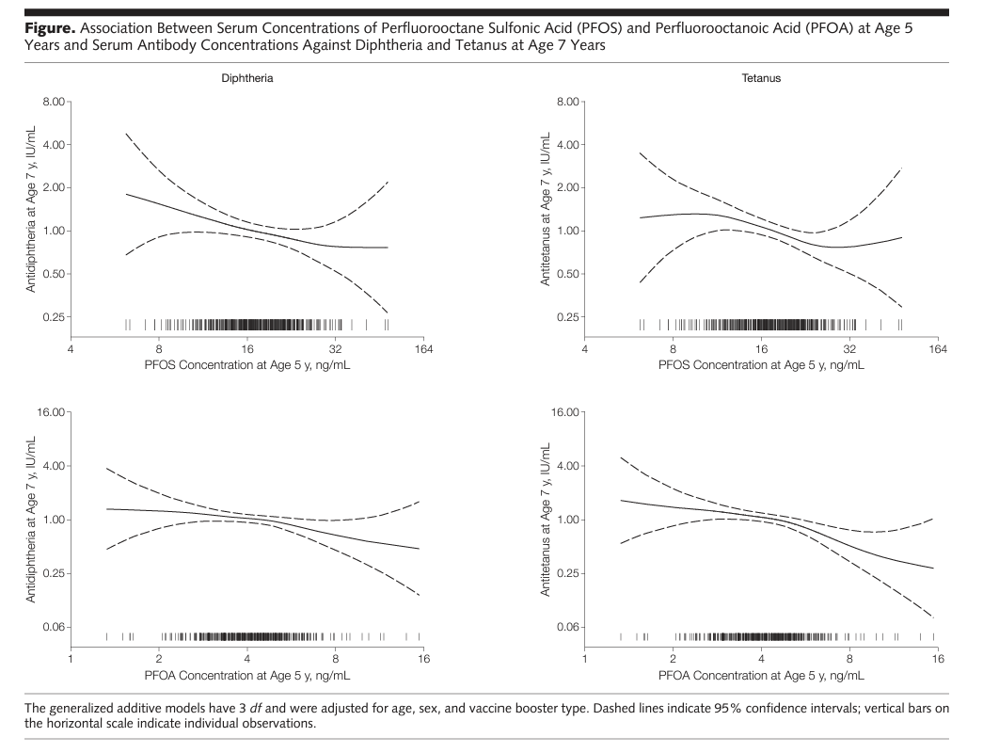 Figure. Association Between Serum Concentrations of Perfluorooctane Sulfonic Acid (PFOS) and Perfluorooctanoic Acid (PFOA) at Age 5
Years and Serum Antibody Concentrations Against Diphtheria and Tetanus at Age 7 Years
Diphtheria
Antidiphtheria at Age 7 y, IU/mL
8.00
4.00
2.00
1.00
0.50
0.25
4 8 16 32 164
PFOS Concentration at Age 5 y, ng/mL
Tetanus
Antitetanus at Age 7 y, IU/mL
8.00
4.00
2.00
1.00
0.50
0.25
4 8 16 32 164
PFOS Concentration at Age 5 y, ng/mL
Antidiphtheria at Age 7 y, IU/mL
16.00
4.00
1.00
0.25
0.06
1 2 4 8 16
PFOA Concentration at Age 5 y, ng/mL
Antitetanus at Age 7 y, IU/mL
16.00
4.00
1.00
0.25
0.06
1 2 4 8 16
PFOA Concentration at Age 5 y, ng/mL
The generalized additive models have 3 df and were adjusted for age, sex, and vaccine booster type. Dashed lines indicate 95% confidence intervals; vertical bars on
the horizontal scale indicate individual observations.